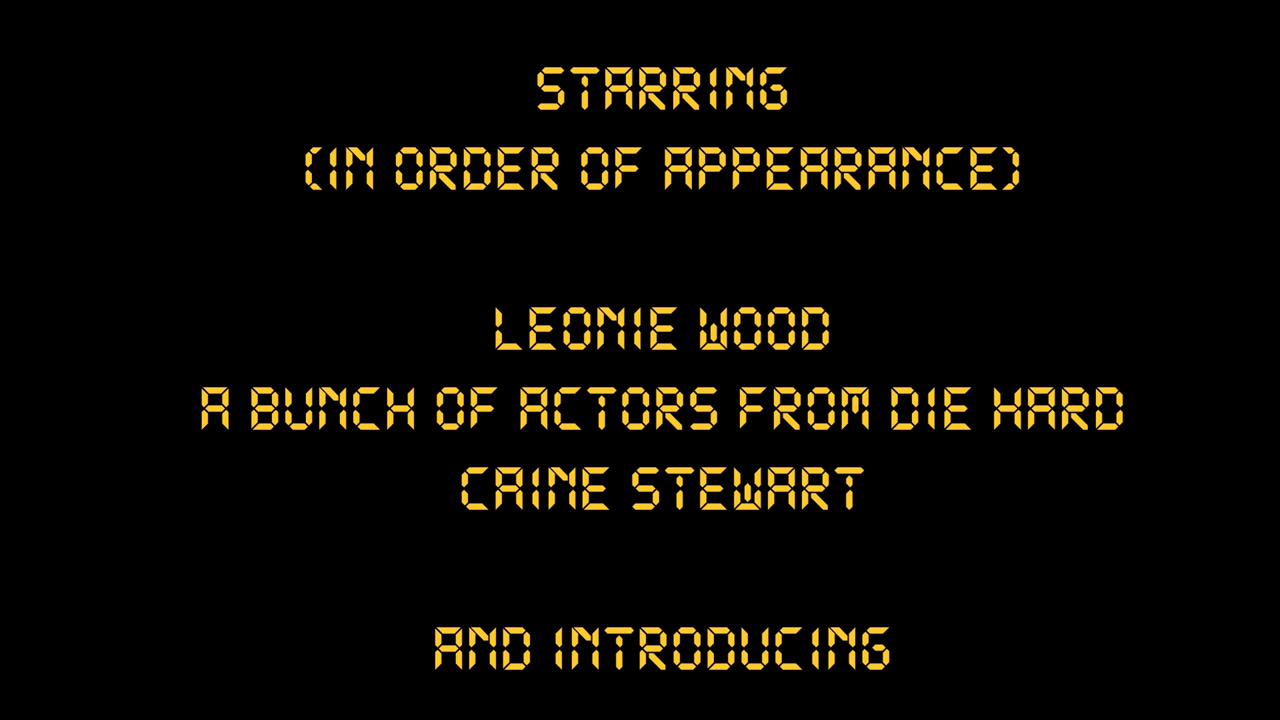 STARRING
(IN ORDER OF APPEARANCE)
LEONIE WOOD
A BUNCH OF ACTORS FROM DIE HARD
CAINE STEWART
AND INTRODUCING